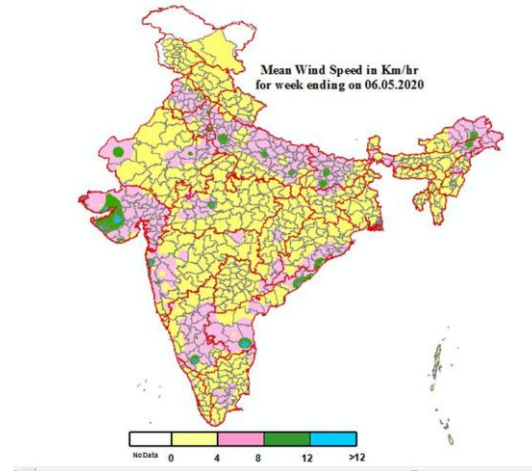 Mean Wind Speed in Km/hr
for week ending on 06.05.2020
No Data 0 4 8 12 >12